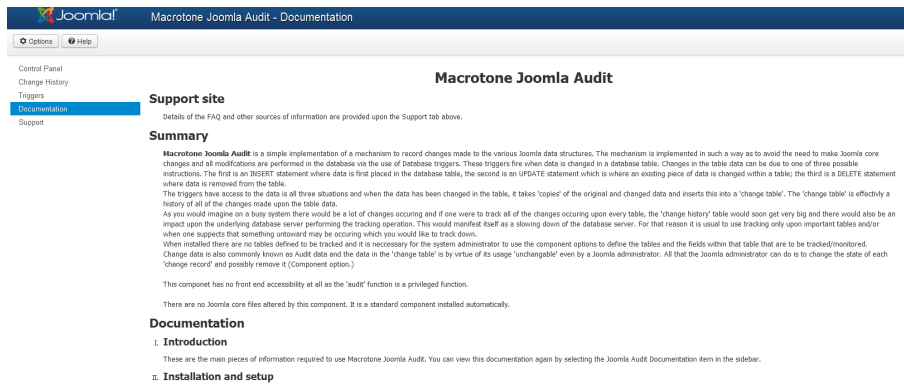 Joomla!®
Macrotone Joomla Audit - Documentation
Options
Help
Control Panel
Change History
Triggers
Documentation
Support
Macrotone Joomla Audit
Support site
Details of the FAQ and other sources of information are provided upon the Support tab above.
Summary
Macrotone Joomla Audit is a simple implementation of a mechanism to record changes made to the various Joomla data structures. The mechanism is implemented in such a way as to avoid the need to make Joomla core
changes and all modifcations are performed in the database via the use of Database triggers. These triggers fire when data is changed in a database table. Changes in the table data can be due to one of three possible
instructions. The first is an INSERT statement where data is first placed in the database table, the second is an UPDATE statement which is where an existing piece of data is changed within a table; the third is a DELETE statement
where data is removed from the table.
The triggers have access to the data is all three situations and when the data has been changed in the table, it takes 'copies' of the original and changed data and inserts this into a 'change table'. The 'change table' is effectivly a
history of all of the changes made upon the table data.
As you would imagine on a busy system there would be a lot of changes occuring and if one were to track all of the changes occuring upon every table, the 'change history' table would soon get very big and there would also be an
impact upon the underlying database server performing the tracking operation. This would manifest itself as a slowing down of the database server. For that reason it is usual to use tracking only upon important tables and/or
when one suppects that something untoward may be occuring which you would like to track down.
When installed there are no tables defined to be tracked and it is neccessary for the system administrator to use the component options to define the tables and the fields within that table that are to be tracked/monitored.
Change data is also commonly known as Audit data and the data in the 'change table' is by virtue of its usage 'unchangable' even by a Joomla administrator. All that the Joomla administrator can do is to change the state of each
'change record' and possibly remove it (Component option.)
This componet has no front end accessibility at all as the 'audit' function is a privileged function.
There are no Joomla core files altered by this component. It is a standard component installed automatically.
Documentation
I. Introduction
These are the main pieces of information required to use Macrotone Joomla Audit. You can view this documentation again by selecting the Joomla Audit Documentation item in the sidebar.
II. Installation and setup